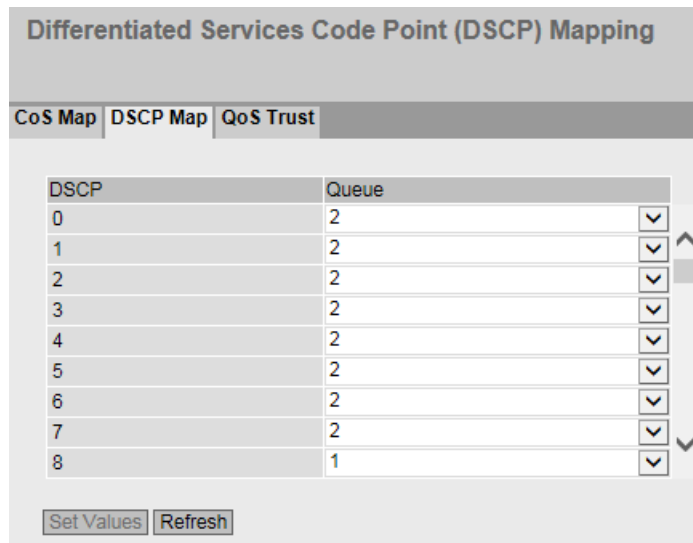 Differentiated Services Code Point (DSCP) Mapping
CoS Map DSCP Map QoS Trust
DSCP Queue
0 2
1 2
2 2
3 2
4 2
5 2
6 2
7 2
8 1
Set Values Refresh